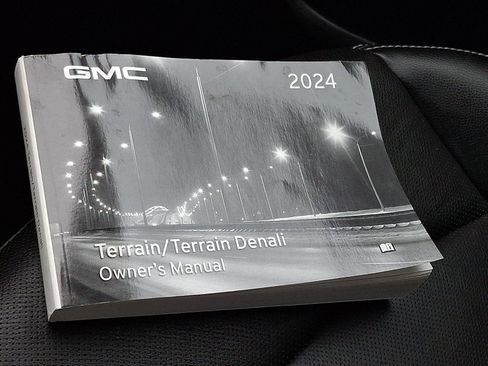 GMC
2024
Terrain/Terrain Denali
Owner's Manual